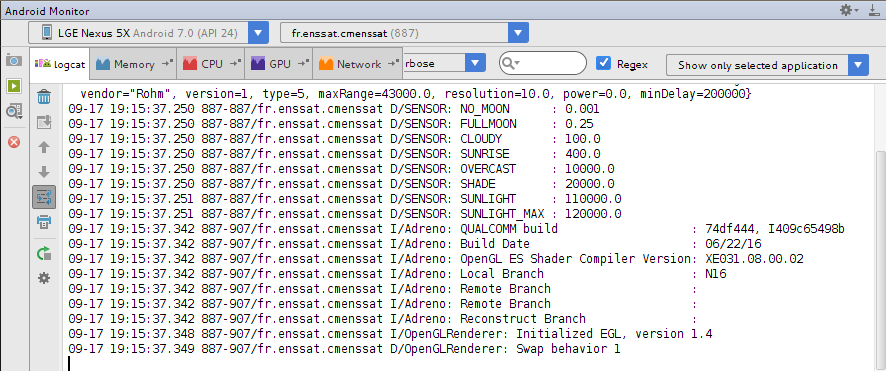 Android Monitor
LGE Nexus 5X Android 7.0 (API 24) fr.enssat.cmenssat (887)
logcat Memory CPU GPU Network rbose Regex Show only selected application
vendor="Rohm", version=1, type=5, maxRange=43000.0, resolution=10.0, power=0.0, minDelay=200000}
09-17 19:15:37.250 887-887/fr.enssat.cmenssat D/SENSOR: NO_MOON : 0.001
09-17 19:15:37.250 887-887/fr.enssat.cmenssat D/SENSOR: FULLMOON : 0.25
09-17 19:15:37.250 887-887/fr.enssat.cmenssat D/SENSOR: CLOUDY : 100.0
09-17 19:15:37.250 887-887/fr.enssat.cmenssat D/SENSOR: SUNRISE : 400.0
09-17 19:15:37.250 887-887/fr.enssat.cmenssat D/SENSOR: OVERCAST : 10000.0
09-17 19:15:37.250 887-887/fr.enssat.cmenssat D/SENSOR: SHADE : 20000.0
09-17 19:15:37.251 887-887/fr.enssat.cmenssat D/SENSOR: SUNLIGHT : 110000.0
09-17 19:15:37.251 887-887/fr.enssat.cmenssat D/SENSOR: SUNLIGHT_MAX : 120000.0
09-17 19:15:37.342 887-907/fr.enssat.cmenssat I/Adreno: QUALCOMM build : 74df444, I409c65498b
09-17 19:15:37.342 887-907/fr.enssat.cmenssat I/Adreno: Build Date : 06/22/16
09-17 19:15:37.342 887-907/fr.enssat.cmenssat I/Adreno: OpenGL ES Shader Compiler Version: XE031.08.00.02
09-17 19:15:37.342 887-907/fr.enssat.cmenssat I/Adreno: Local Branch : N16
09-17 19:15:37.342 887-907/fr.enssat.cmenssat I/Adreno: Remote Branch :
09-17 19:15:37.342 887-907/fr.enssat.cmenssat I/Adreno: Remote Branch :
09-17 19:15:37.342 887-907/fr.enssat.cmenssat I/Adreno: Reconstruct Branch :
09-17 19:15:37.348 887-907/fr.enssat.cmenssat I/OpenGLRenderer: Initialized EGL, version 1.4
09-17 19:15:37.349 887-907/fr.enssat.cmenssat D/OpenGLRenderer: Swap behavior 1